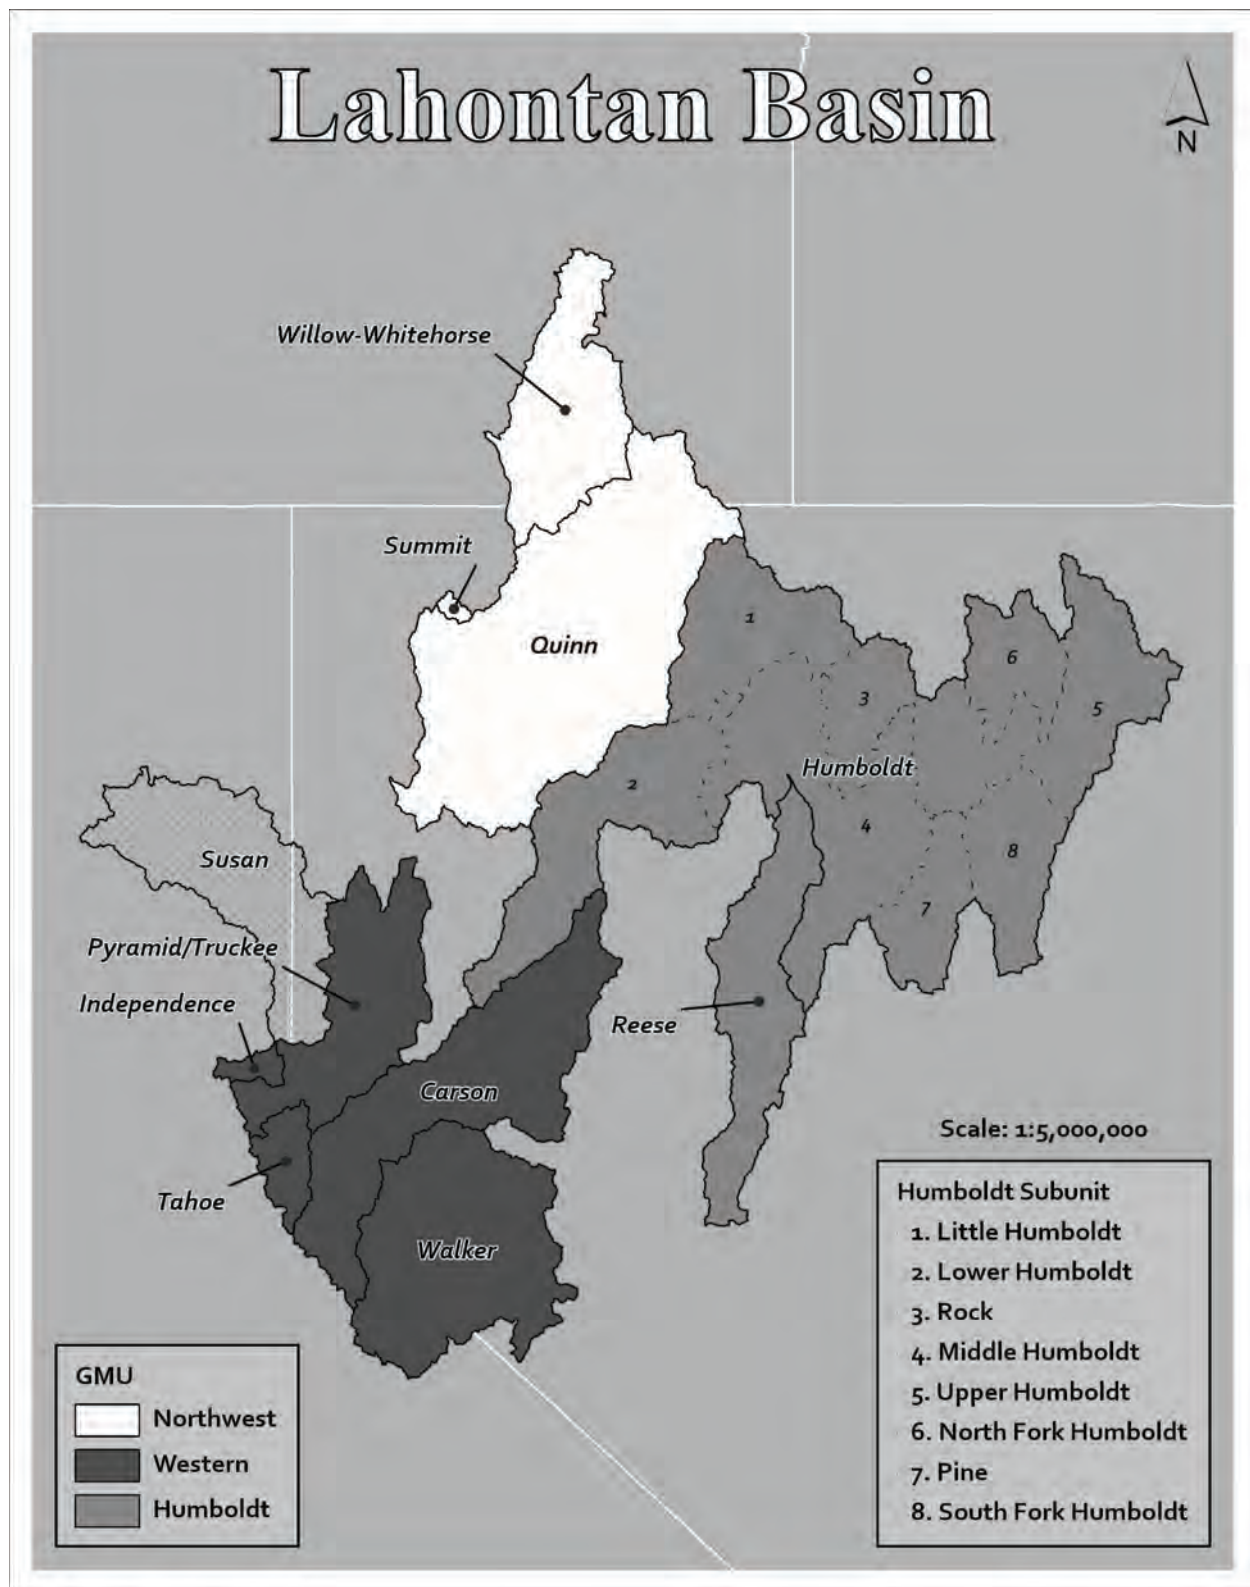 Lahontan Basin
N
Willow-Whitehorse
Summit
Quinn
1
6
3
5
Humboldt
2
4
8
Susan
7
Pyramid/Truckee
Independence
Reese
Carson
Tahoe
Walker
Scale: 1:5,000,000
Humboldt Subunit
1. Little Humboldt
2. Lower Humboldt
3. Rock
4. Middle Humboldt
5. Upper Humboldt
6. North Fork Humboldt
7. Pine
8. South Fork Humboldt
GMU
Northwest
Western
Humboldt